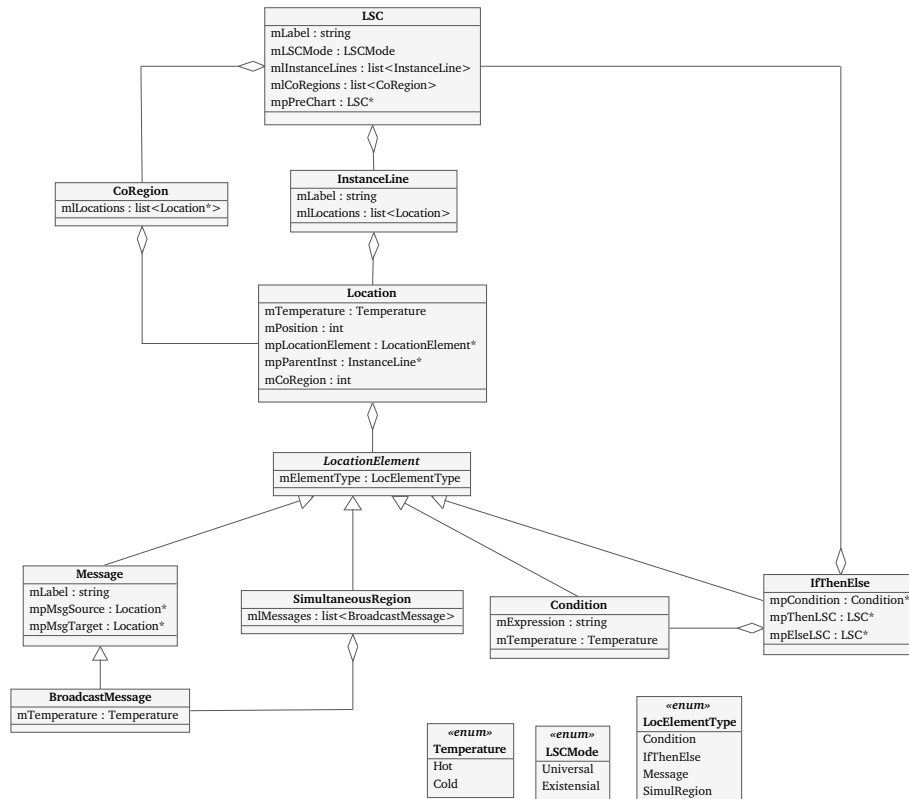 LSC
mLabel : string
mLSCMode : LSCMode
mlInstanceLines : list<InstanceLine>
mlCoRegions : list<CoRegion>
mpPreChart : LSC*
CoRegion
mlLocations : list<Location*>
InstanceLine
mLabel : string
mlLocations : list<Location>
Location
mTemperature : Temperature
mPosition : int
mpLocationElement : LocationElement*
mpParentInst : InstanceLine*
mCoRegion : int
LocationElement
mElementType : LocElementType
Message
mLabel : string
mpMsgSource : Location*
mpMsgTarget : Location*
SimultaneousRegion
mlMessages : list<BroadcastMessage>
Condition
mExpression : string
mTemperature : Temperature
IfThenElse
mpCondition : Condition*
mpThenLSC : LSC*
mpElseLSC : LSC*
BroadcastMessage
mTemperature : Temperature
«enum»
Temperature
Hot
Cold
«enum»
LSCMode
Universal
Existensial
«enum»
LocElementType
Condition
IfThenElse
Message
SimulRegion